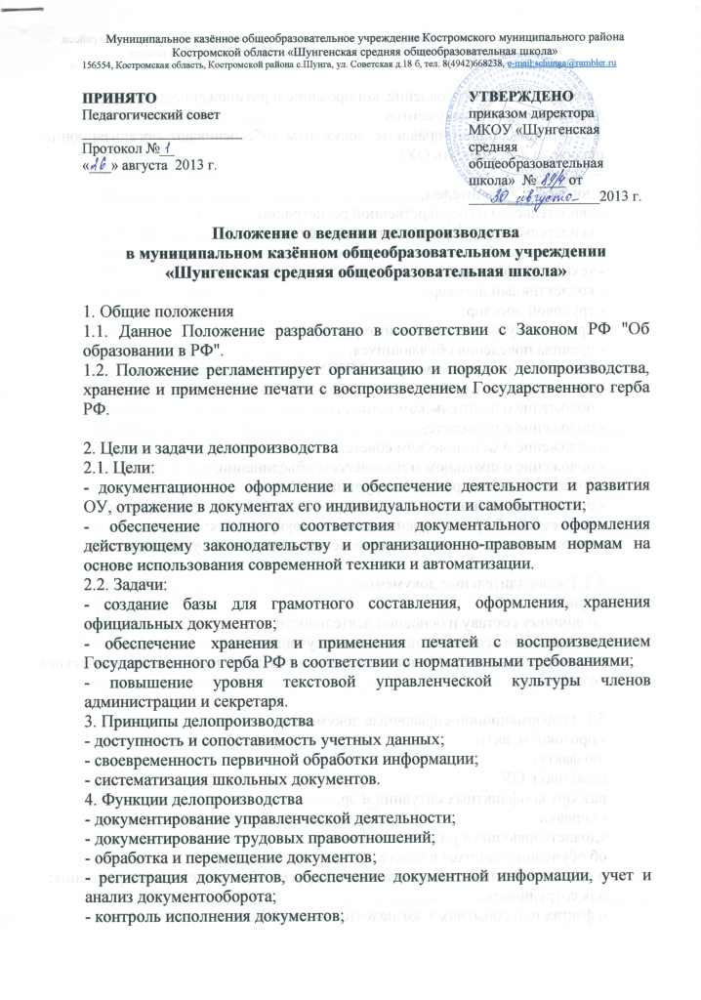 Муниципальное казённое общеобразовательное учреждение Костромского муниципального района
Костромской области «Шунгенская средняя общеобразовательная школа»
156554, Костромская область, Костромской района с.Шунга, ул. Советская д.18 б, тел. 8(4942)668238, e-mail:schunga@rambler.ru
ПРИНЯТО
Педагогический совет
Протокол № 1
«26» августа 2013 г.
УТВЕРЖДЕНО
приказом директора
МКОУ «Шунгенская
средняя
общеобразовательная
школа» № 89/4 от
30 августа 2013 г.
Положение о ведении делопроизводства
в муниципальном казённом общеобразовательном учреждении
«Шунгенская средняя общеобразовательная школа»
1. Общие положения
1.1. Данное Положение разработано в соответствии с Законом РФ "Об
образовании в РФ".
1.2. Положение регламентирует организацию и порядок делопроизводства,
хранение и применение печати с воспроизведением Государственного герба
РФ.
2. Цели и задачи делопроизводства
2.1. Цели:
- документационное оформление и обеспечение деятельности и развития
ОУ, отражение в документах его индивидуальности и самобытности;
- обеспечение полного соответствия документального оформления
действующему законодательству и организационно-правовым нормам на
основе использования современной техники и автоматизации.
2.2. Задачи:
- создание базы для грамотного составления, оформления, хранения
официальных документов;
- обеспечение хранения и применения печатей с воспроизведением
Государственного герба РФ в соответствии с нормативными требованиями;
- повышение уровня текстовой управленческой культуры членов
администрации и секретаря.
3. Принципы делопроизводства
- доступность и сопоставимость учетных данных;
- своевременность первичной обработки информации;
- систематизация школьных документов.
4. Функции делопроизводства
- документирование управленческой деятельности;
- документирование трудовых правоотношений;
- обработка и перемещение документов;
- регистрация документов, обеспечение документной информации, учет и
анализ документооборота;
- контроль исполнения документов;